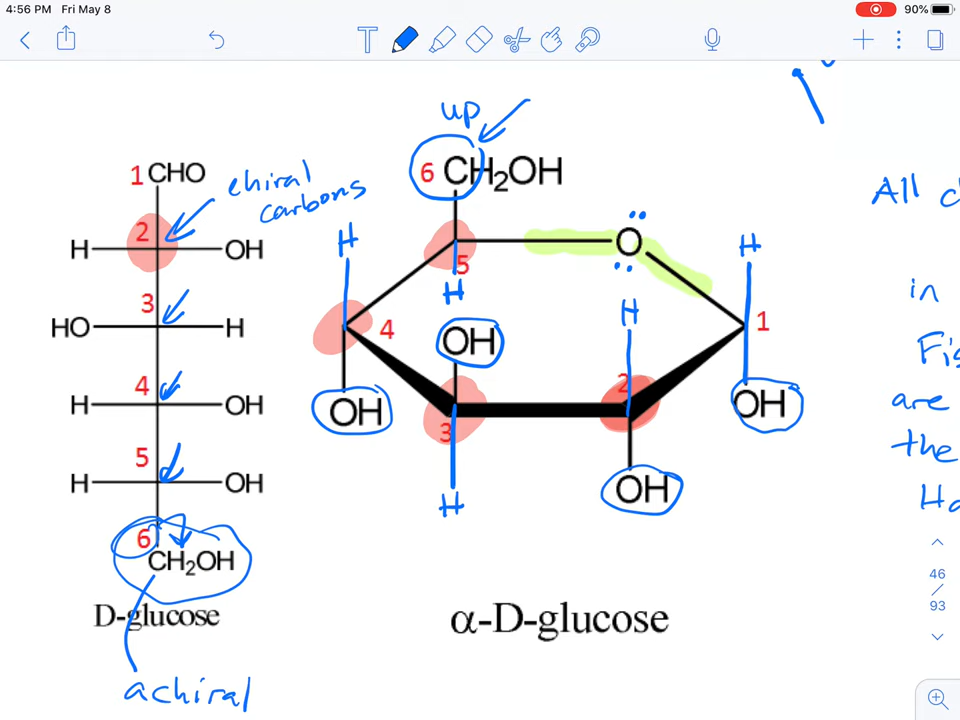 4:56 PM Fri May 8
90%
T
up
1 CHO
chiral
carbons
6 CH₂OH
All
2
H OH
H
O
H
5
H
in
3
HO H
H
OH
4
1
Fis
4
H OH
2
OH
OH
3
are
5
H OH
OH
the
H
Ha
6
CH₂OH
46
/
93
D-glucose
α-D-glucose
achiral